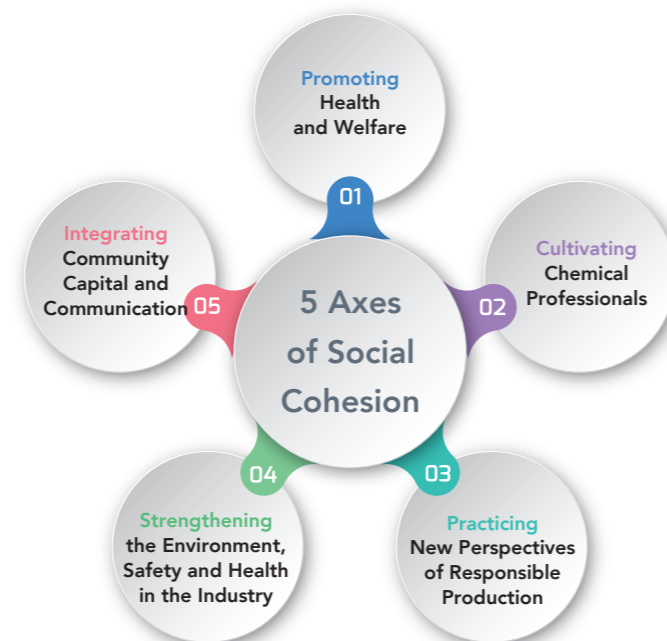 Promoting
Health
and Welfare
01
Cultivating
Chemical
Professionals
02
Practicing
New Perspectives
of Responsible
Production
03
Strengthening
the Environment,
Safety and Health
in the Industry
04
Integrating
Community
Capital and
Communication
05
5 Axes
of Social
Cohesion